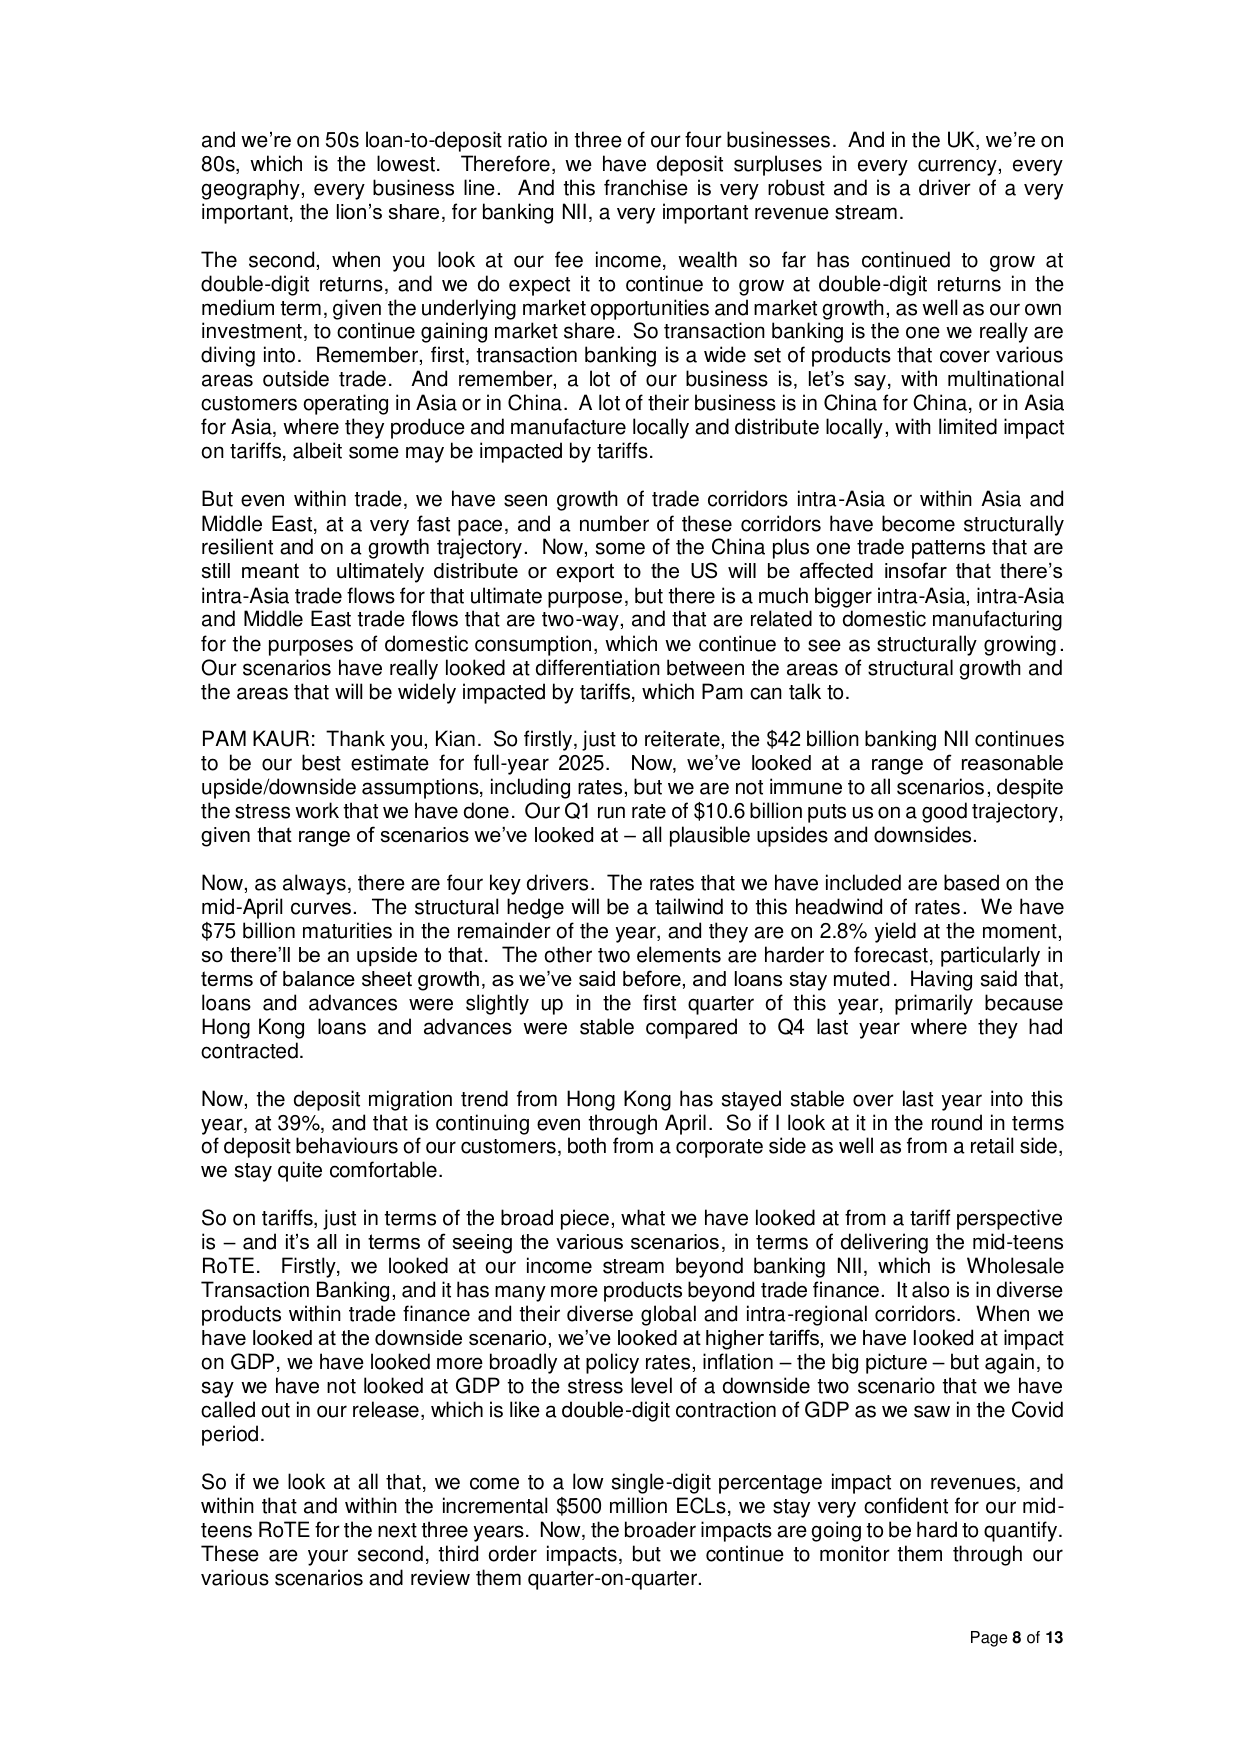 and we’re on 50s loan-to-deposit ratio in three of our four businesses.  And in the UK, we’re on
80s, which is the lowest.  Therefore, we have deposit surpluses in every currency, every
geography, every business line.  And this franchise is very robust and is a driver of a very
important, the lion’s share, for banking NII, a very important revenue stream.
The second, when you look at our fee income, wealth so far has continued to grow at
double-digit returns, and we do expect it to continue to grow at double-digit returns in the
medium term, given the underlying market opportunities and market growth, as well as our own
investment, to continue gaining market share.  So transaction banking is the one we really are
diving into.  Remember, first, transaction banking is a wide set of products that cover various
areas outside trade.  And remember, a lot of our business is, let’s say, with multinational
customers operating in Asia or in China.  A lot of their business is in China for China, or in Asia
for Asia, where they produce and manufacture locally and distribute locally, with limited impact
on tariffs, albeit some may be impacted by tariffs.
But even within trade, we have seen growth of trade corridors intra-Asia or within Asia and
Middle East, at a very fast pace, and a number of these corridors have become structurally
resilient and on a growth trajectory.  Now, some of the China plus one trade patterns that are
still meant to ultimately distribute or export to the US will be affected insofar that there’s
intra-Asia trade flows for that ultimate purpose, but there is a much bigger intra-Asia, intra-Asia
and Middle East trade flows that are two-way, and that are related to domestic manufacturing
for the purposes of domestic consumption, which we continue to see as structurally growing.
Our scenarios have really looked at differentiation between the areas of structural growth and
the areas that will be widely impacted by tariffs, which Pam can talk to.
PAM KAUR:  Thank you, Kian.  So firstly, just to reiterate, the $42 billion banking NII continues
to be our best estimate for full-year 2025.  Now, we’ve looked at a range of reasonable
upside/downside assumptions, including rates, but we are not immune to all scenarios, despite
the stress work that we have done.  Our Q1 run rate of $10.6 billion puts us on a good trajectory,
given that range of scenarios we’ve looked at – all plausible upsides and downsides.
Now, as always, there are four key drivers.  The rates that we have included are based on the
mid-April curves.  The structural hedge will be a tailwind to this headwind of rates.  We have
$75 billion maturities in the remainder of the year, and they are on 2.8% yield at the moment,
so there’ll be an upside to that.  The other two elements are harder to forecast, particularly in
terms of balance sheet growth, as we’ve said before, and loans stay muted.  Having said that,
loans and advances were slightly up in the first quarter of this year, primarily because
Hong Kong loans and advances were stable compared to Q4 last year where they had
contracted.
Now, the deposit migration trend from Hong Kong has stayed stable over last year into this
year, at 39%, and that is continuing even through April.  So if I look at it in the round in terms
of deposit behaviours of our customers, both from a corporate side as well as from a retail side,
we stay quite comfortable.
So on tariffs, just in terms of the broad piece, what we have looked at from a tariff perspective
is – and it’s all in terms of seeing the various scenarios, in terms of delivering the mid-teens
RoTE.  Firstly, we looked at our income stream beyond banking NII, which is Wholesale
Transaction Banking, and it has many more products beyond trade finance.  It also is in diverse
products within trade finance and their diverse global and intra-regional corridors.  When we
have looked at the downside scenario, we’ve looked at higher tariffs, we have looked at impact
on GDP, we have looked more broadly at policy rates, inflation – the big picture – but again, to
say we have not looked at GDP to the stress level of a downside two scenario that we have
called out in our release, which is like a double-digit contraction of GDP as we saw in the Covid
period.
So if we look at all that, we come to a low single-digit percentage impact on revenues, and
within that and within the incremental $500 million ECLs, we stay very confident for our mid-
teens RoTE for the next three years.  Now, the broader impacts are going to be hard to quantify.
These are your second, third order impacts, but we continue to monitor them through our
various scenarios and review them quarter-on-quarter.
Page 8 of 13